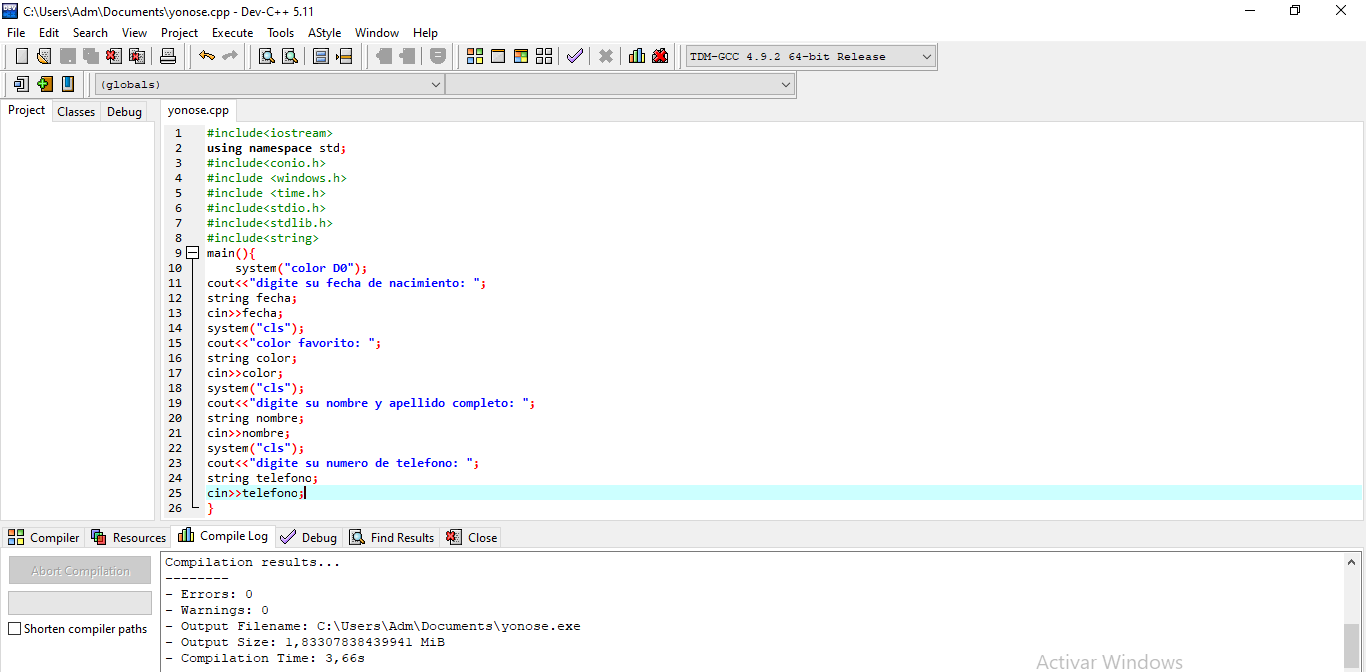 C:\Users\Adm\Documents\yonose.cpp - Dev-C++ 5.11
File Edit Search View Project Execute Tools AStyle Window Help
TDM-GCC 4.9.2 64-bit Release
(globals)
Project Classes Debug
yonose.cpp
1 #include<iostream>
2 using namespace std;
3 #include<conio.h>
4 #include <windows.h>
5 #include <time.h>
6 #include<stdio.h>
7 #include<stdlib.h>
8 #include<string>
9 main(){
10 system("color D0");
11 cout<<"digite su fecha de nacimiento: ";
12 string fecha;
13 cin>>fecha;
14 system("cls");
15 cout<<"color favorito: ";
16 string color;
17 cin>>color;
18 system("cls");
19 cout<<"digite su nombre y apellido completo: ";
20 string nombre;
21 cin>>nombre;
22 system("cls");
23 cout<<"digite su numero de telefono: ";
24 string telefono;
25 cin>>telefono;
26 }
Compiler Resources Compile Log Debug Find Results Close
Abort Compilation
Shorten compiler paths
Compilation results...
--------
- Errors: 0
- Warnings: 0
- Output Filename: C:\Users\Adm\Documents\yonose.exe
- Output Size: 1,83307838439941 MiB
- Compilation Time: 3,66s
Activar Windows